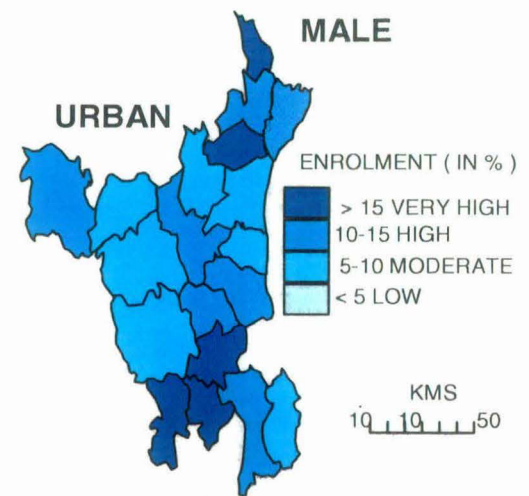 MALE
URBAN
ENROLMENT ( IN % )
> 15 VERY HIGH
10-15 HIGH
5-10 MODERATE
< 5 LOW
KMS
10 10 50